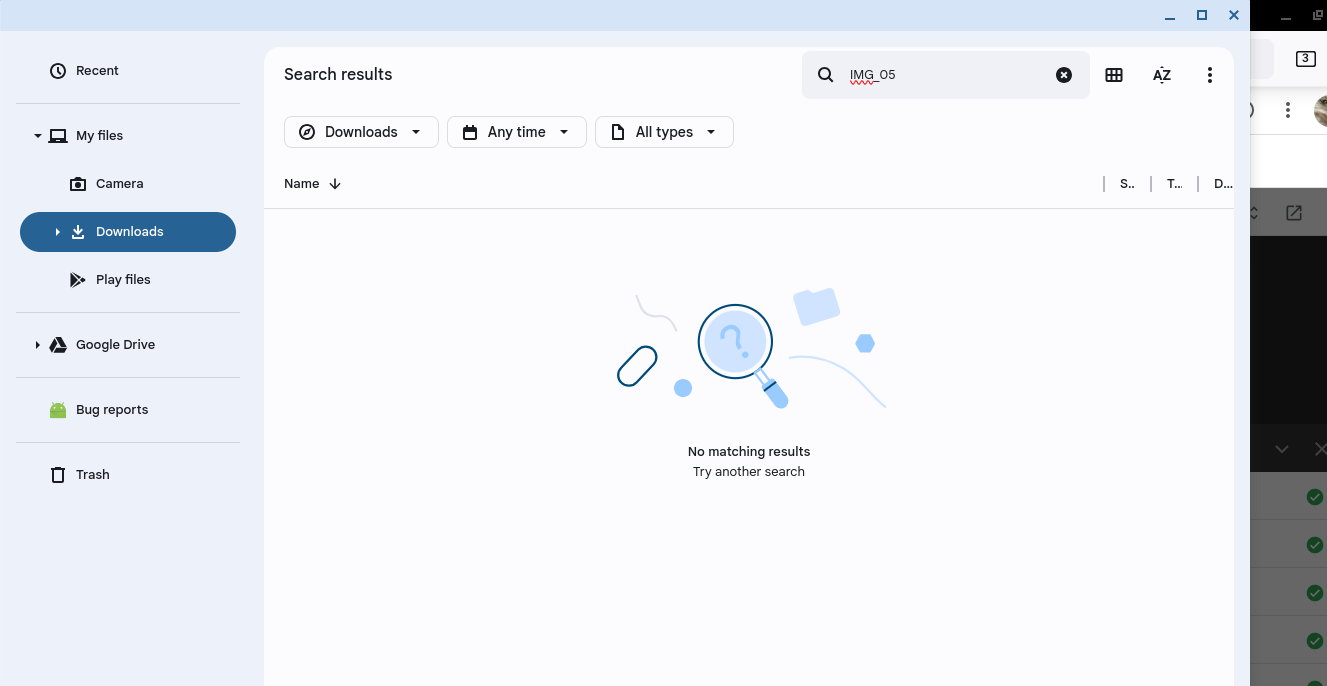 Search results
IMG_05
AZ
3
Recent
My files
Camera
Downloads
Play files
Google Drive
Bug reports
Trash
Downloads
Any time
All types
Name
S..
T...
D...
No matching results
Try another search